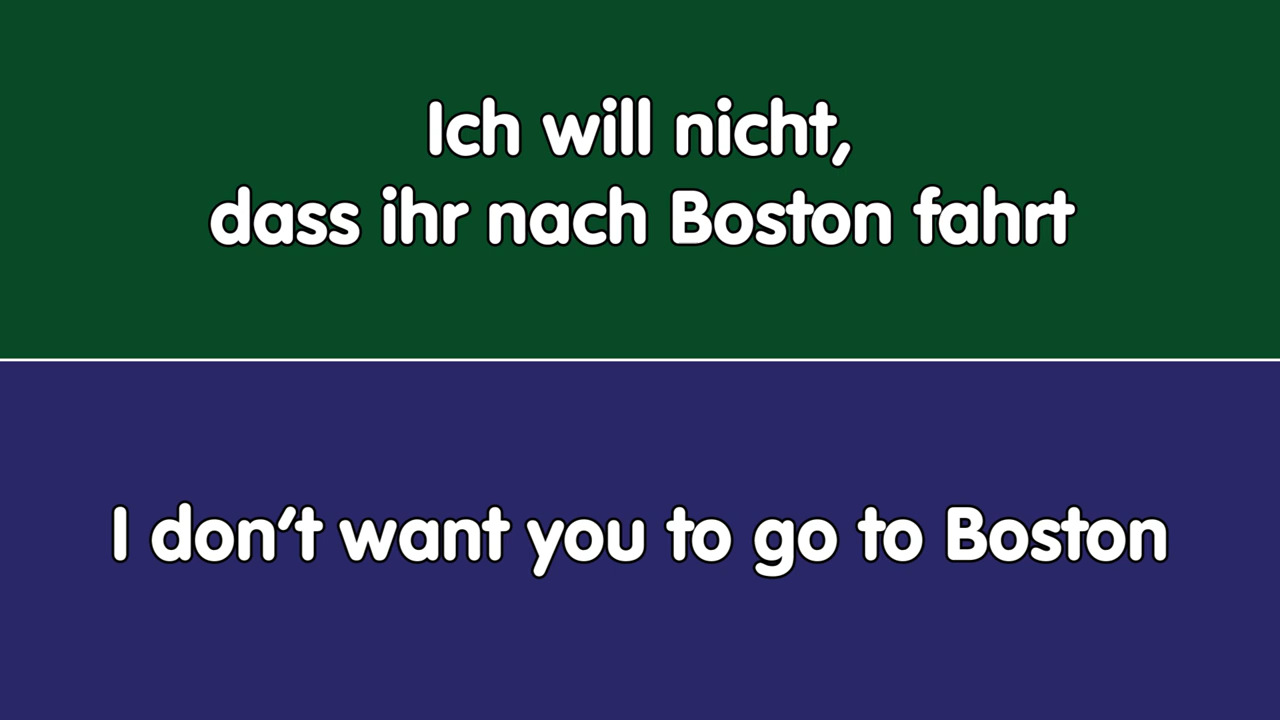 Ich will nicht,
dass ihr nach Boston fahrt
I don't want you to go to Boston